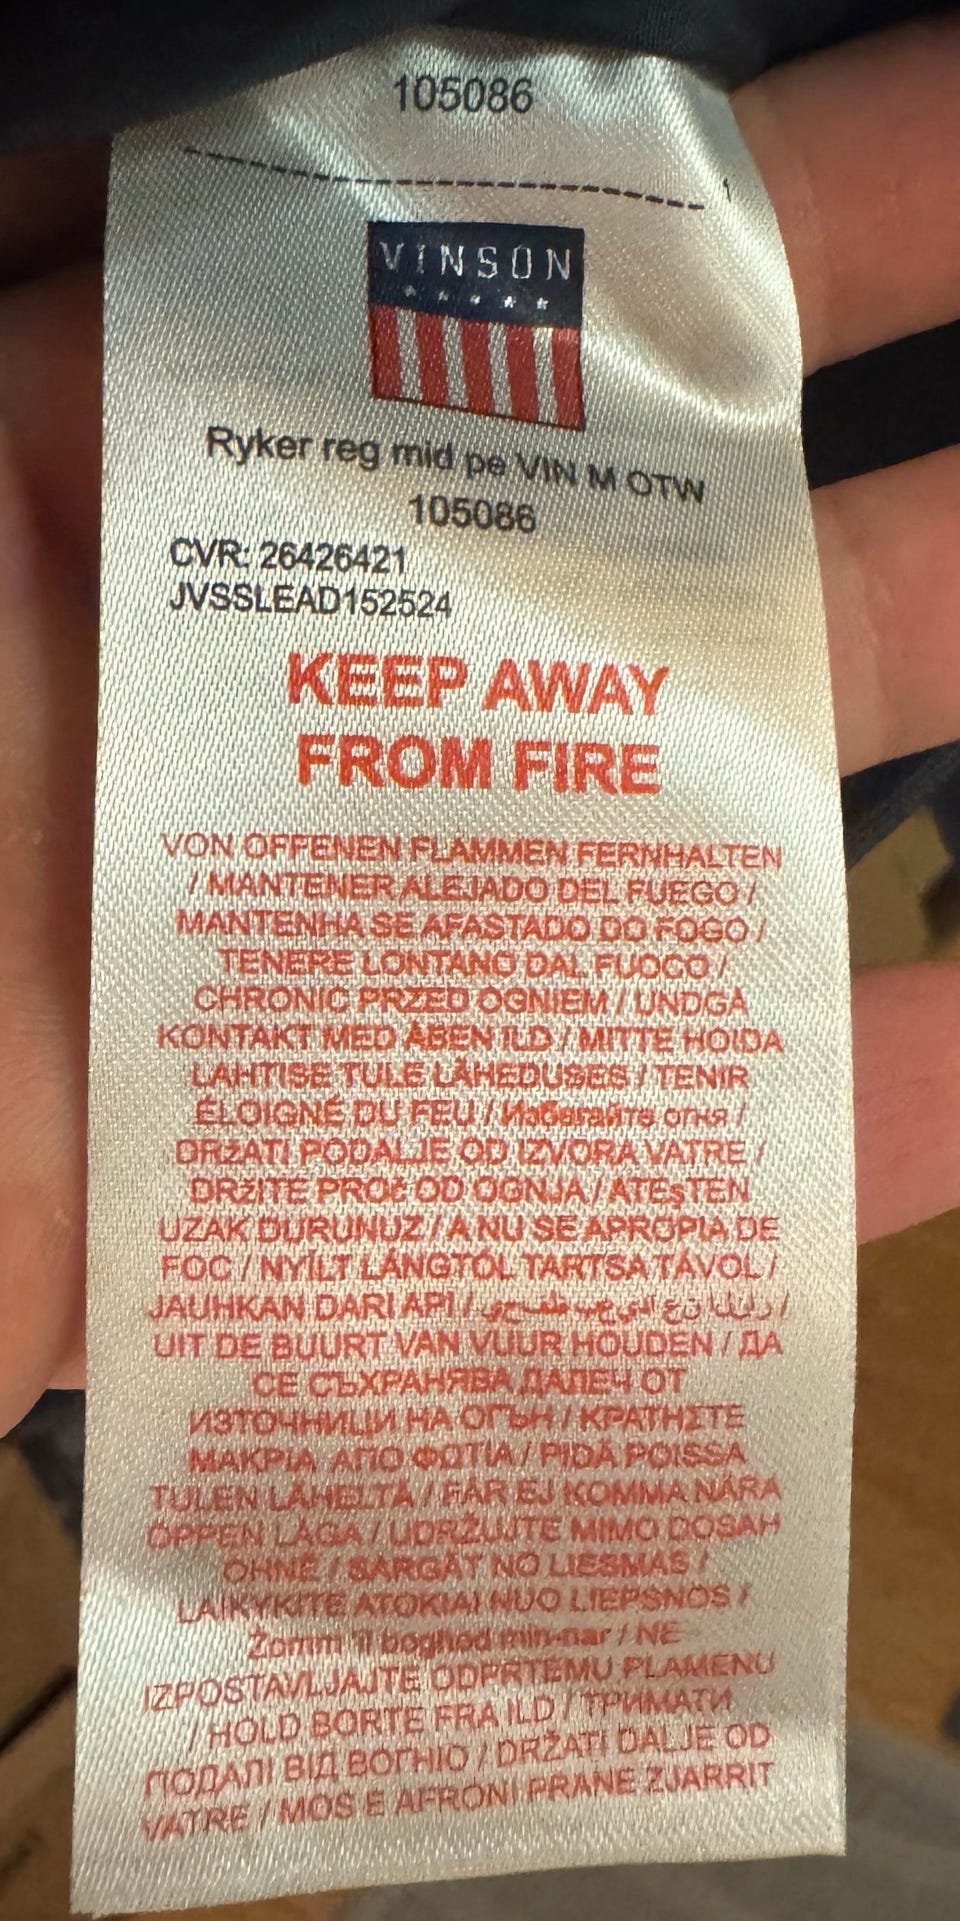 105086
1
VINSON
Ryker reg mid pe VIN M OTW
105086
CVR: 26426421
JVSSLEAD152524
KEEP AWAY
FROM FIRE
VON OFFENEN FLAMMEN FERNHALTEN
/ MANTENER ALEJADO DEL FUEGO /
MANTENHA SE AFASTADO DO FOGO /
TENERE LONTANO DAL FUOCO /
CHRONIC PRZED OGNIEM / UNDGÅ
KONTAKT MED ÅBEN ILD / MITTE HOIDA
LAHTISE TULE LÄHEDUSES / TENIR
ÉLOIGNÉ DU FEU / Избягайте огня /
DRžATI PODALJE OD IZVORA VATRE /
DRžITE PROč OD OGNJA / ATEşTEN
UZAK DURUNUZ / A NU SE APROPIA DE
FOC / NYÍLT LÁNGTÓL TARTSA TÁVOL /
JAUHKAN DARI API / /
UIT DE BUURT VAN VUUR HOUDEN / ДА
СЕ СЪХРАНЯВА ДАЛЕЧ ОТ
ИЗТОЧНИЦИ НА ОГЪН / ΚΡΑΤΗΣΤΕ
ΜΑΚΡΙΑ ΑΠΟ ΦΩΤΙΑ / PIDÄ POISSA
TULEN LÄHELTÄ / FÅR EJ KOMMA NÄRA
ÖPPEN LÅGA / UDRŽUJTE MIMO DOSAH
OHNĚ / SARGĀT NO LIESMAS /
LAIKYKITE ATOKIAI NUO LIEPSNOS /
Żomm 'il bogħod min-nar / NE
IZPOSTAVLJAJTE ODPRTEMU PLAMENU
/ HOLD BORTE FRA ILD / ТРИМАТИ
ПОДАЛІ ВІД ВОГНЮ / DRŽATI DALJE OD
VATRE / MOS E AFRONI PRANE ZJARRIT